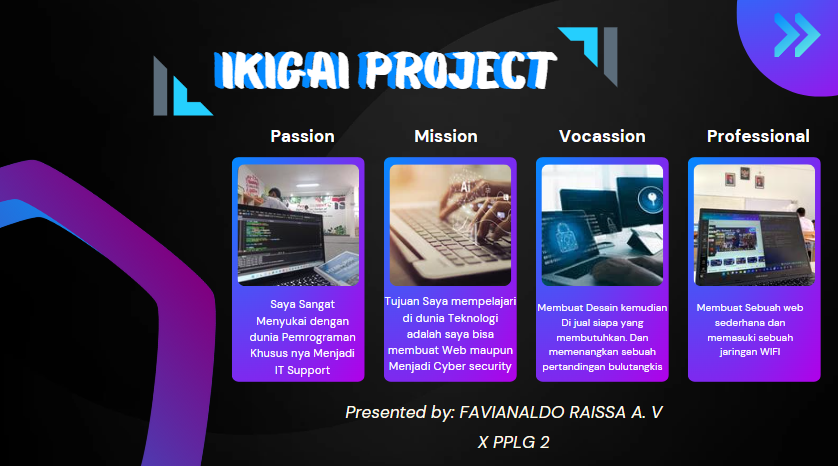 IKIGAI PROJECT
Passion
Mission
Vocassion
Professional
Saya Sangat
Menyukai dengan
dunia Pemrograman
Khusus nya Menjadi
IT Support
AI
Tujuan Saya mempelajari
di dunia Teknologi
adalah saya bisa
membuat Web maupun
Menjadi Cyber security
Membuat Desain kemudian
Di jual siapa yang
membutuhkan. Dan
memenangkan sebuah
pertandingan bulutangkis
Membuat Sebuah web
sederhana dan
memasuki sebuah
jaringan WIFI
Presented by: FAVIANALDO RAISSA A. V
X PPLG 2